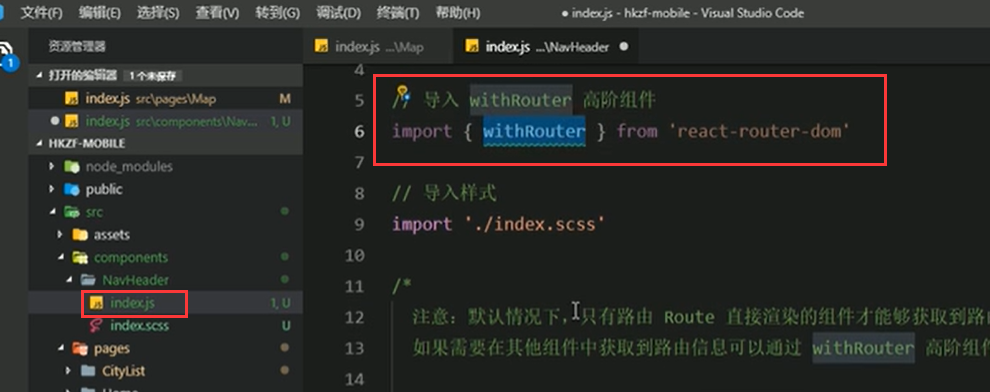 文件(F) 编辑(E) 选择(S) 查看(V) 转到(G) 调试(D) 终端(T) 帮助(H) ● index.js - hkzf-mobile - Visual Studio Code
资源管理器
index.js ...\Map
index.js ...\NavHeader ●
打开的编辑器 1 个未保存
index.js src\pages\Map M
● index.js src\components\Nav... 1, U
HKZF-MOBILE
node_modules
public
src
assets
components
NavHeader
index.js 1, U
index.scss U
pages
CityList
1
4
5 // 导入 withRouter 高阶组件
6 import { withRouter } from 'react-router-dom'
7
8 // 导入样式
9 import './index.scss'
10
11 /*
12 注意：默认情况下，只有路由 Route 直接渲染的组件才能够获取到路
13 如果需要在其他组件中获取到路由信息可以通过 withRouter 高阶组件
14